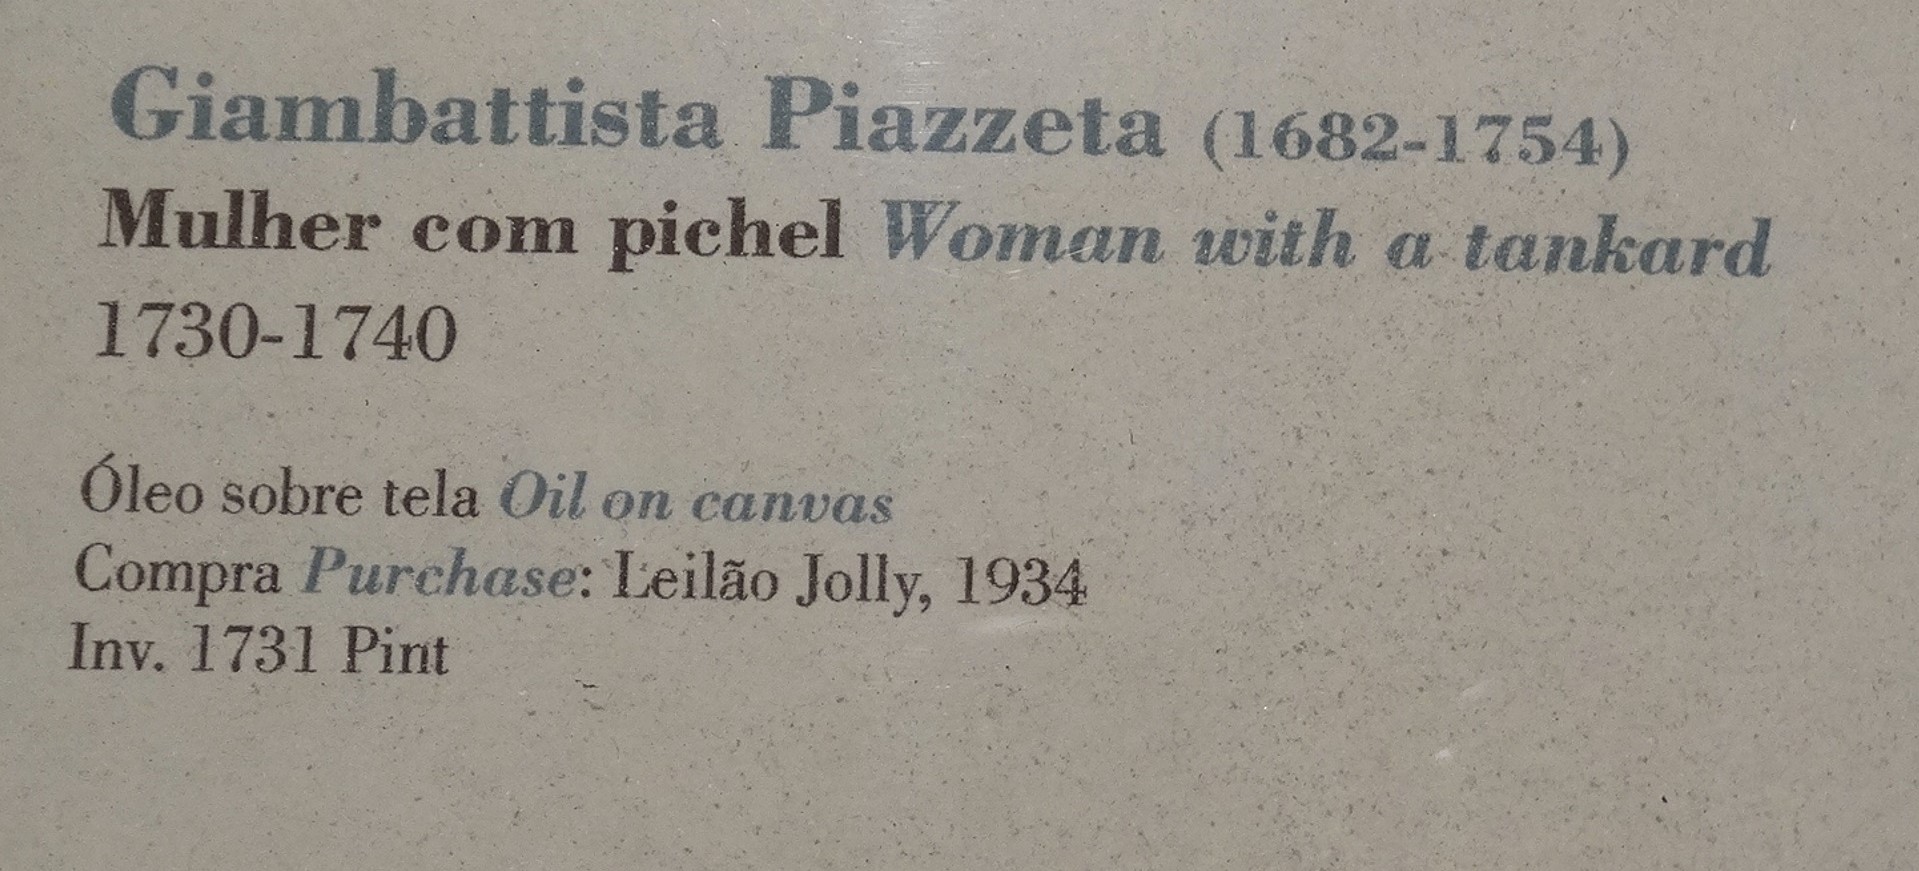 Giambattista Piazzeta (1682-1754)
Mulher com pichel Woman with a tankard
1730-1740
Óleo sobre tela Oil on canvas
Compra Purchase: Leilão Jolly, 1934
Inv. 1731 Pint